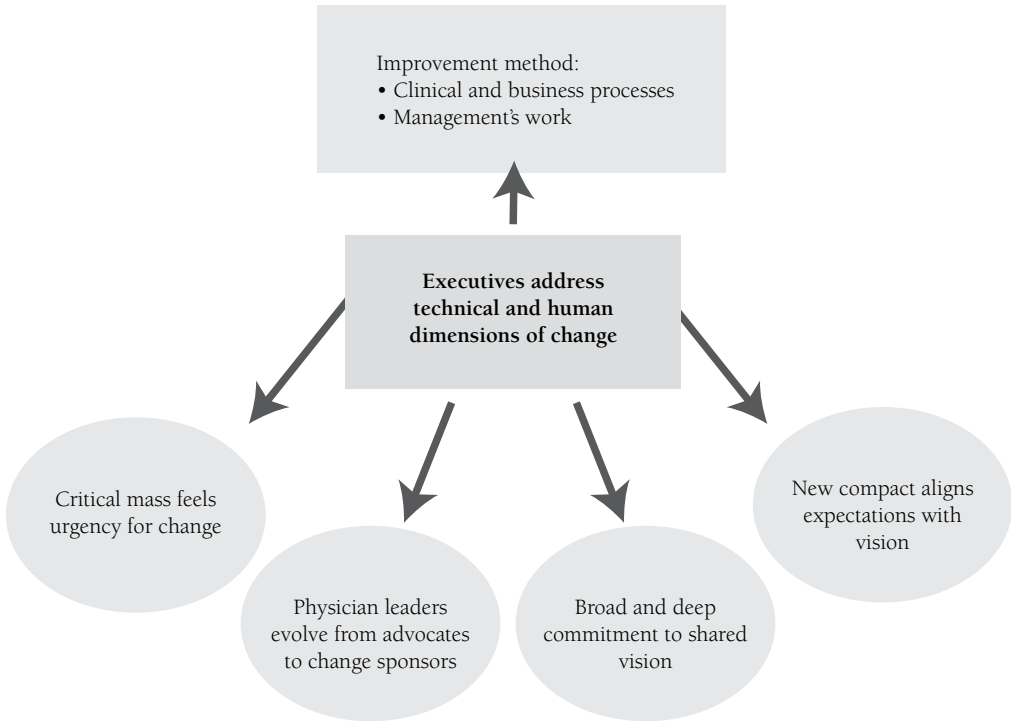 Improvement method:
• Clinical and business processes
• Management's work
Executives address
technical and human
dimensions of change
Critical mass feels
urgency for change
Physician leaders
evolve from advocates
to change sponsors
Broad and deep
commitment to shared
vision
New compact aligns
expectations with
vision